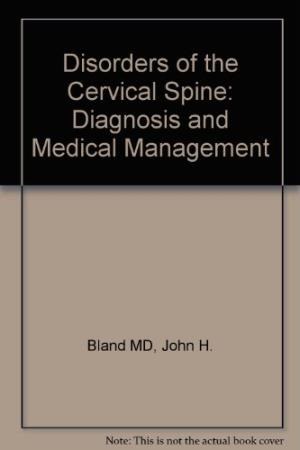 Disorders of the
Cervical Spine:
Diagnosis and
Medical Management
Bland MD, John H.
Note: This is not the actual book cover